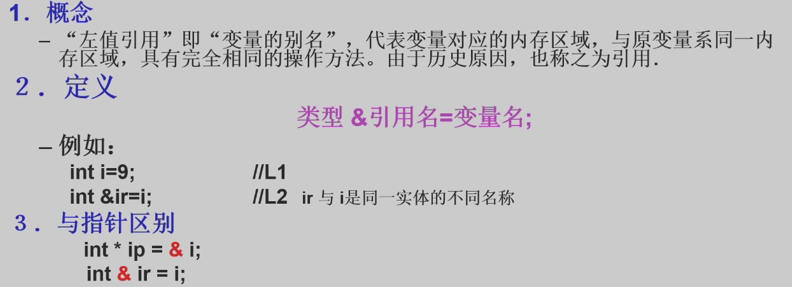 1．概念
– “左值引用”即“变量的别名”，代表变量对应的内存区域，与原变量系同一内
存区域，具有完全相同的操作方法。由于历史原因，也称之为引用.
２．定义
类型 &引用名=变量名;
– 例如：
int i=9; //L1
int &ir=i; //L2 ir 与 i是同一实体的不同名称
３．与指针区别
int * ip = & i;
int & ir = i;